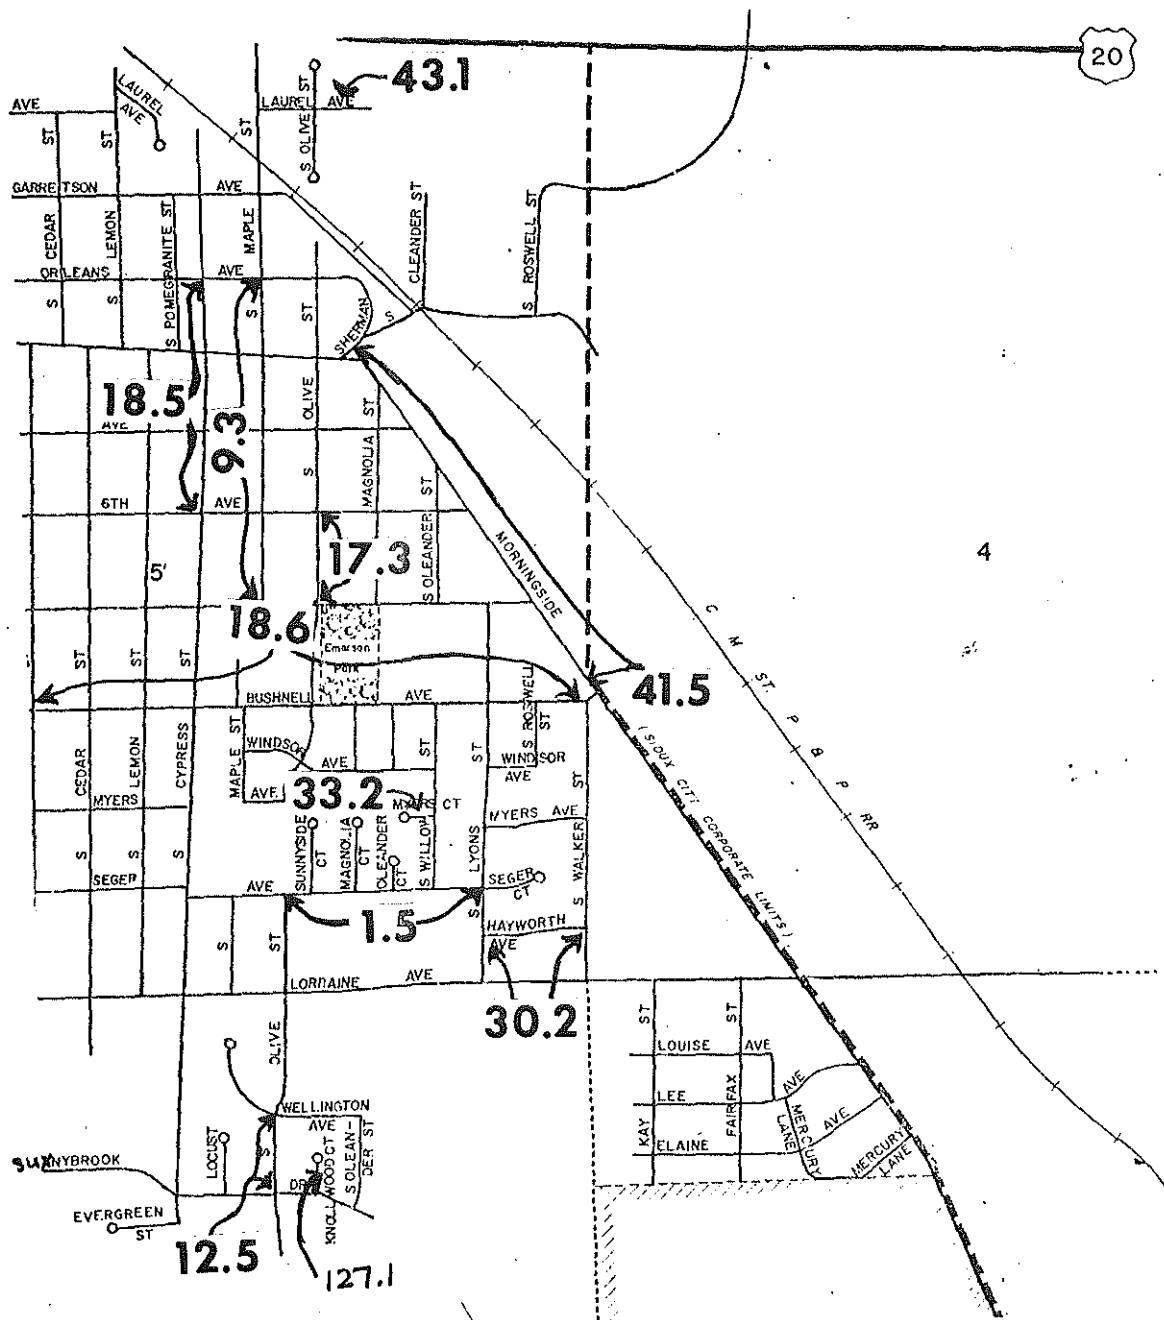 20
43.1
LAUREL
AVE
AVE
S OLIVE ST
LAUREL AVE
ST
ST
ST
GARRETSON AVE
CEDAR
LEMON
S POMEGRANITE ST
MAPLE
CLEANDER ST
S ROSWELL ST
ORLEANS AVE
S
S
S
ST
SHERMAN
S
18.5
9.3
OLIVE
ST
AVE
MAGNOLIA
S
6TH AVE
ST
S OLEANDER
MORNINGSIDE
17.3
5
4
18.6
Emerson
Park
C M ST. P & P RR
ST
ST
ST
41.5
BUSHNELL AVE
S ROSWELL
ST
(SIOUX CITY CORPORATE LIMITS)
CEDAR
LEMON
CYPRESS
MAPLE ST
WINDSOR
AVE
ST
ST
WINDSOR
AVE
ST
MYERS
AVE.
33.2
MYERS CT
MYERS AVE
SUNNYSIDE
CT
MAGNOLIA
CT
OLEANDER
CT
S WILLOW
LYONS
WALKER
S
S
S
SEGER
AVE
SEGER
CT
S
S
1.5
HAYWORTH
AVE
S
ST
LORRAINE AVE
30.2
ST
ST
OLIVE
LOUISE AVE
LEE
AVE
KAY
FAIRFAX
MERCURY
LANE
AVE
ELAINE
MERCURY
LANE
WELLINGTON
AVE
LOCUST
S
KNOLLWOOD CT
S OLEAN-
DER ST
SUNNYBROOK
DR
EVERGREEN
ST
12.5
127.1